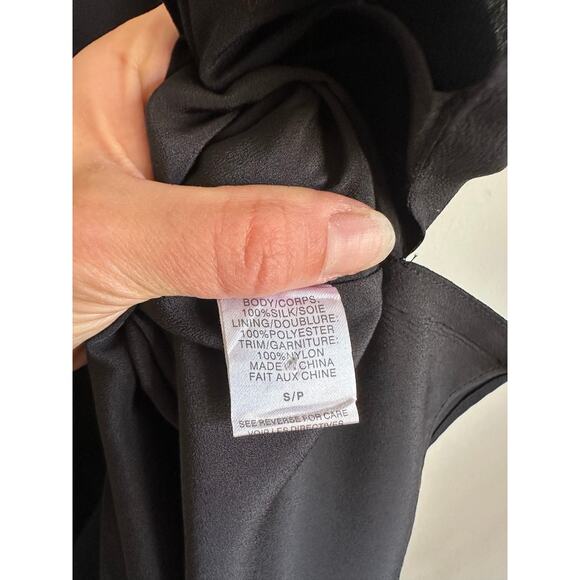 BODY/CORPS:
100%SILK/SOIE
LINING/DOUBLURE:
100%POLYESTER
TRIM/GARNITURE:
100%NYLON
MADE IN CHINA
FAIT AUX CHINE
S/P
SEE REVERSE FOR CARE
VOIR LES DIRECTIVES